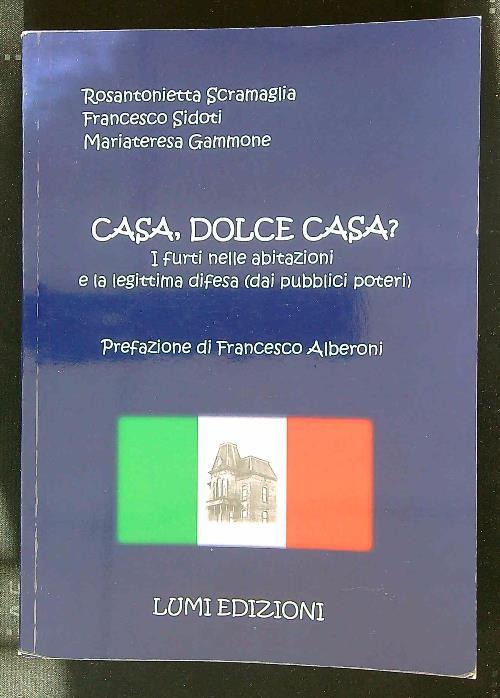 Rosantonietta Scramaglia
Francesco Sidoti
Mariateresa Gammone
CASA, DOLCE CASA?
I furti nelle abitazioni
e la legittima difesa (dai pubblici poteri)
Prefazione di Francesco Alberoni
LUMI EDIZIONI